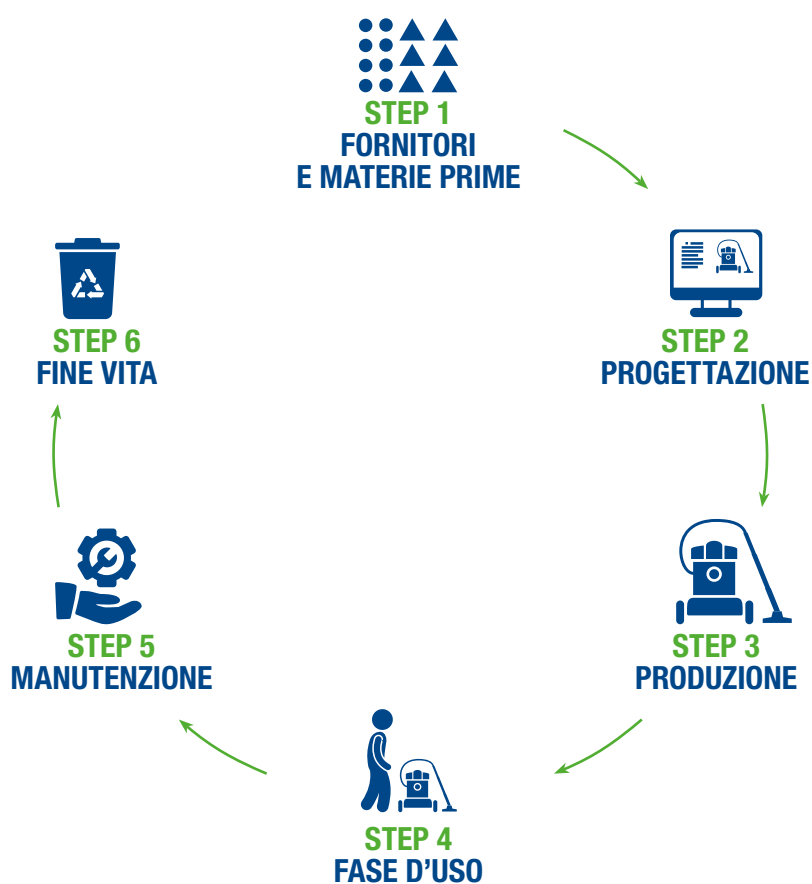 STEP 1
FORNITORI
E MATERIE PRIME
STEP 2
PROGETTAZIONE
STEP 3
PRODUZIONE
STEP 4
FASE D'USO
STEP 5
MANUTENZIONE
STEP 6
FINE VITA